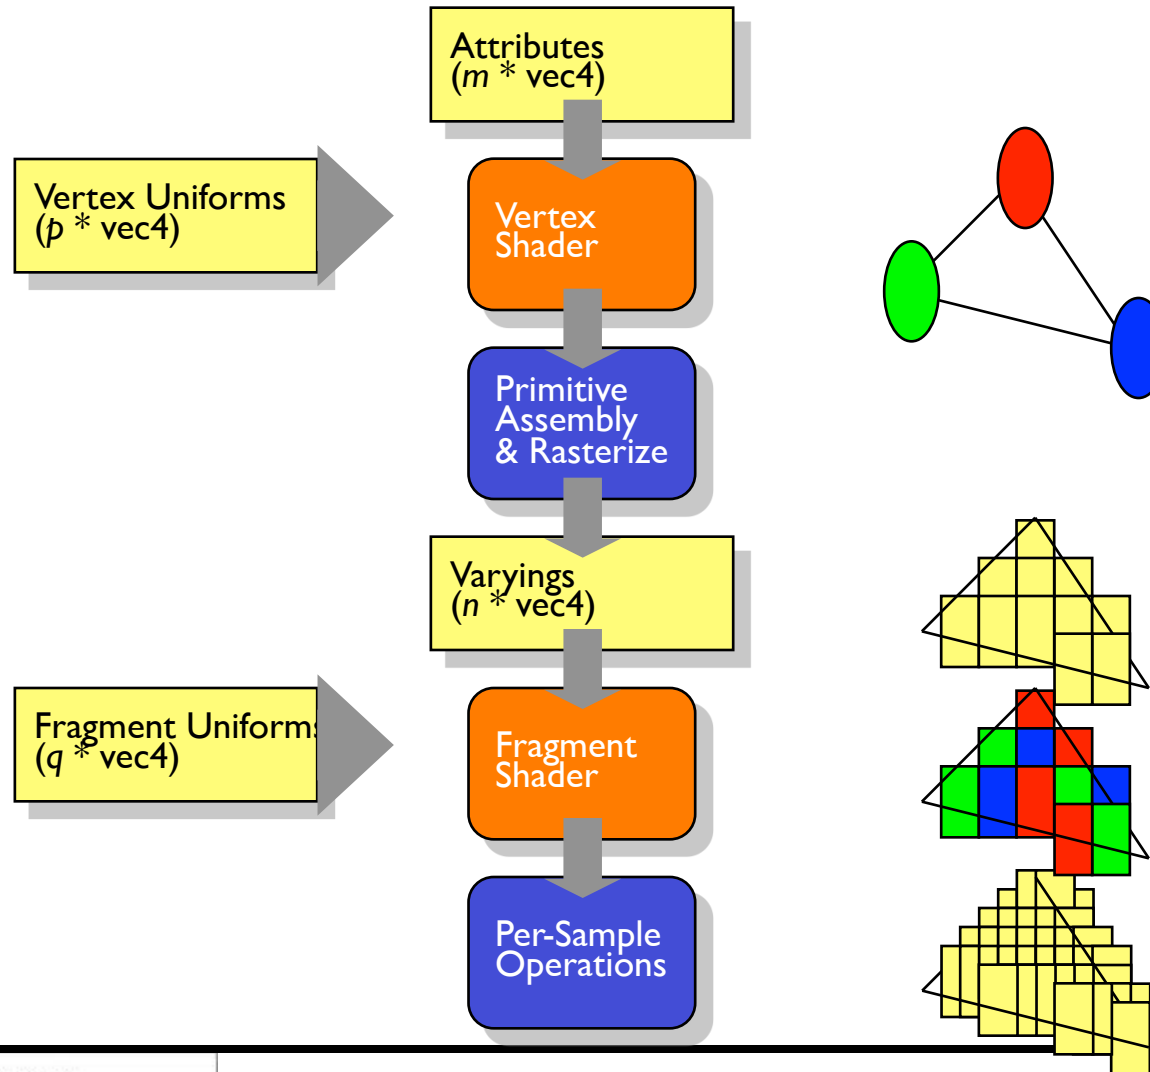 Attributes
(m * vec4)
Vertex Uniforms
(p * vec4)
Vertex
Shader
Primitive
Assembly
& Rasterize
Varyings
(n * vec4)
Fragment Uniforms
(q * vec4)
Fragment
Shader
Per-Sample
Operations